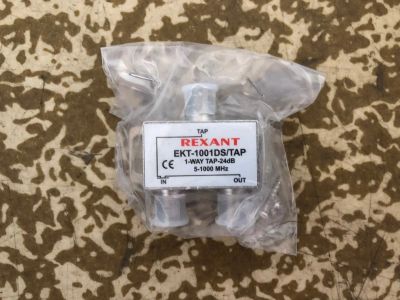 TAP
REXANT
EKT-1001DS/TAP
1-WAY TAP-24dB
CE 5-1000 MHz
IN OUT